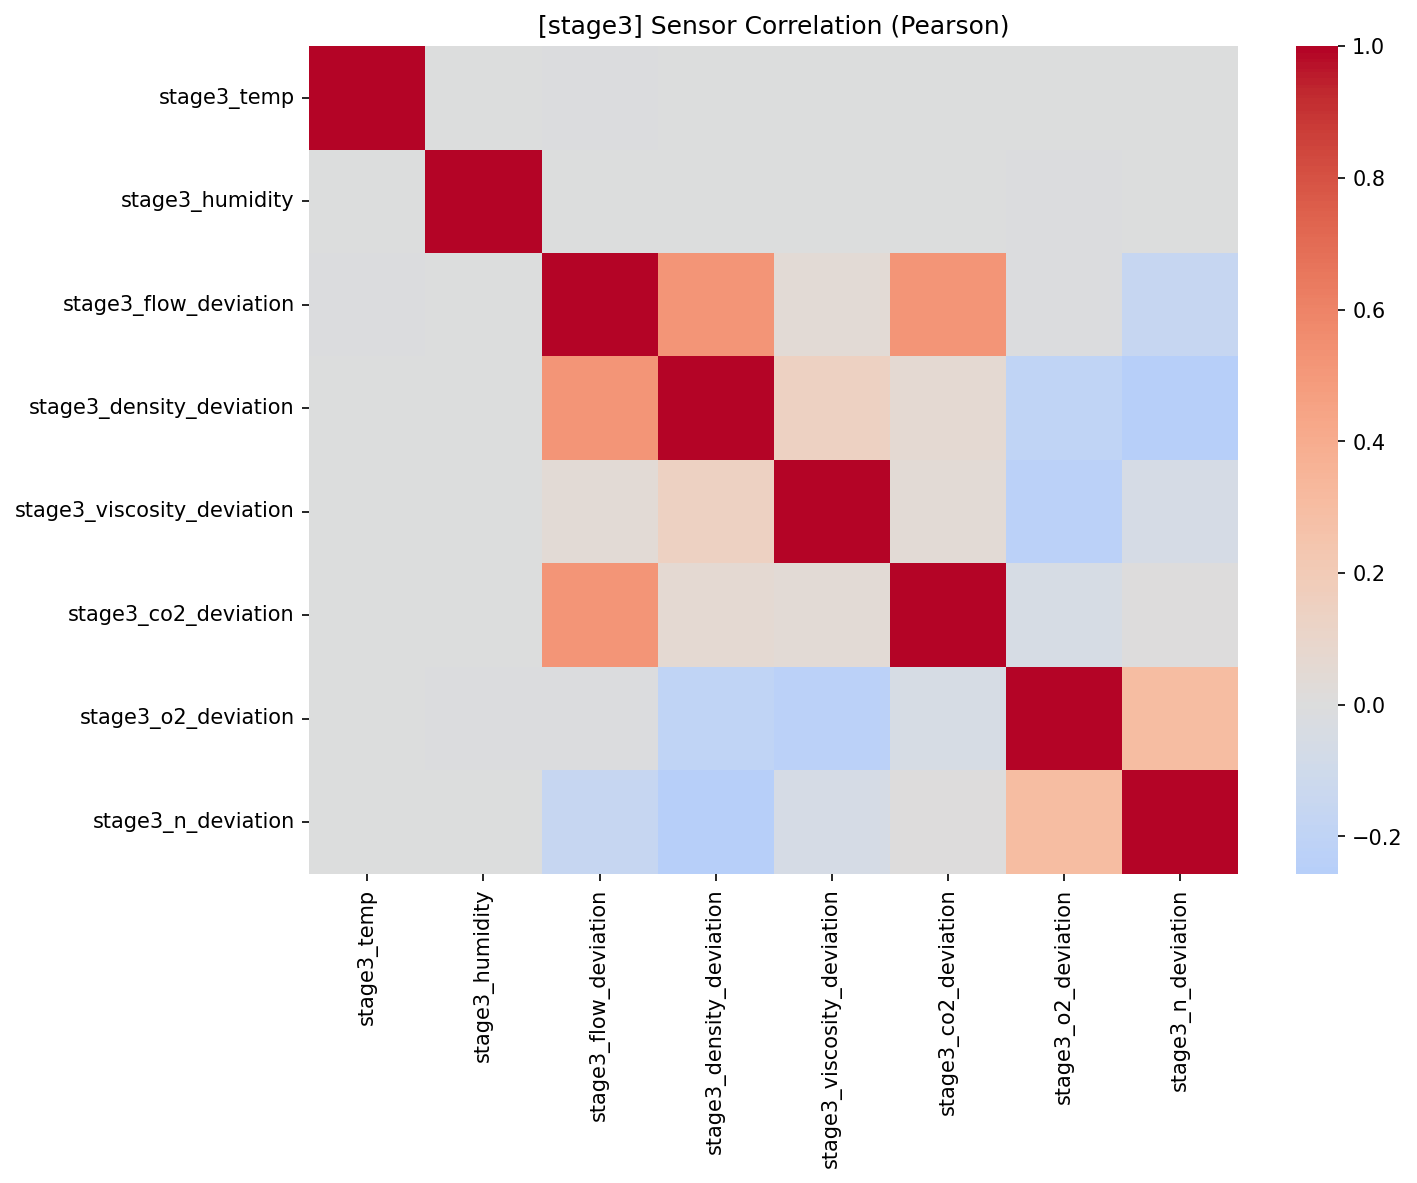 [stage3] Sensor Correlation (Pearson)
stage3_temp
stage3_humidity
stage3_flow_deviation
stage3_density_deviation
stage3_viscosity_deviation
stage3_co2_deviation
stage3_o2_deviation
stage3_n_deviation
stage3_temp
stage3_humidity
stage3_flow_deviation
stage3_density_deviation
stage3_viscosity_deviation
stage3_co2_deviation
stage3_o2_deviation
stage3_n_deviation
1.0
0.8
0.6
0.4
0.2
0.0
−0.2